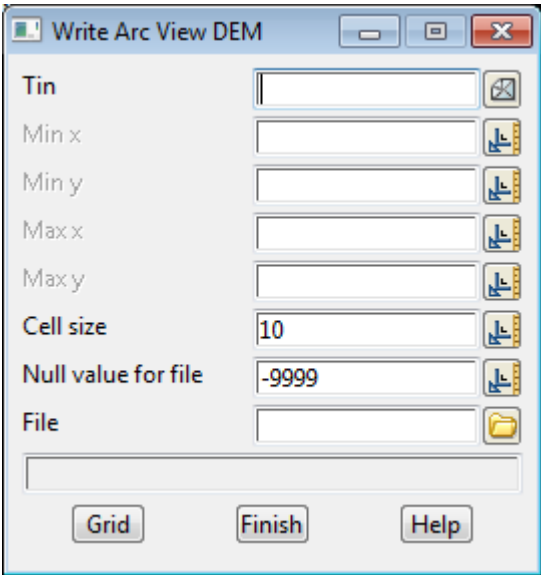 Write Arc View DEM
Tin
Min x
Min y
Max x
Max y
Cell size 10
Null value for file -9999
File
Grid Finish Help